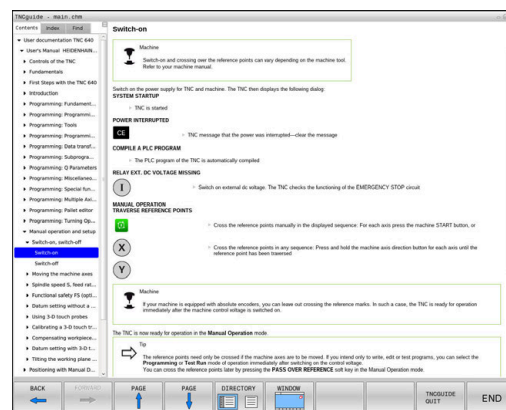 TNCguide - main.chm
Contents Index Find
User documentation TNC 640
User's Manual HEIDENHAIN...
Controls of the TNC
Fundamentals
First Steps with the TNC 640
Introduction
Programming: Fundament...
Programming: Programmi...
Programming: Tools
Programming: Programmi...
Programming: Data transf...
Programming: Subprogra...
Programming: Q Parameters
Programming: Miscellaneo...
Programming: Special fun...
Programming: Multiple Axi...
Programming: Pallet editor
Programming: Turning Op...
Manual operation and setup
Switch-on, switch-off
Switch-on
Switch-off
Moving the machine axes
Spindle speed S, feed rat...
Functional safety FS (opti...
Datum setting without a ...
Using 3-D touch probes
Calibrating a 3-D touch tr...
Compensating workpiece...
Datum setting with 3-D t...
Tilting the working plane ...
Positioning with Manual D...
Switch-on
Machine
Switch-on and crossing over the reference points can vary depending on the machine tool.
Refer to your machine manual.
Switch on the power supply for TNC and machine. The TNC then displays the following dialog:
SYSTEM STARTUP
TNC is started
POWER INTERRUPTED
CE
TNC message that the power was interrupted—clear the message
COMPILE A PLC PROGRAM
The PLC program of the TNC is automatically compiled
RELAY EXT. DC VOLTAGE MISSING
I
Switch on external dc voltage. The TNC checks the functioning of the EMERGENCY STOP circuit
MANUAL OPERATION
TRAVERSE REFERENCE POINTS
Cross the reference points manually in the displayed sequence: For each axis press the machine START button, or
X
Cross the reference points in any sequence: Press and hold the machine axis direction button for each axis until the
reference point has been traversed
Y
Machine
If your machine is equipped with absolute encoders, you can leave out crossing the reference marks. In such a case, the TNC is ready for operation
immediately after the machine control voltage is switched on.
The TNC is now ready for operation in the Manual Operation mode.
Tip
The reference points need only be crossed if the machine axes are to be moved. If you intend only to write, edit or test programs, you can select the
Programming or Test Run mode of operation immediately after switching on the control voltage.
You can cross the reference points later by pressing the PASS OVER REFERENCE soft key in the Manual Operation mode.
BACK
FORWARD
PAGE
PAGE
DIRECTORY
WINDOW
TNCGUIDE
QUIT
END